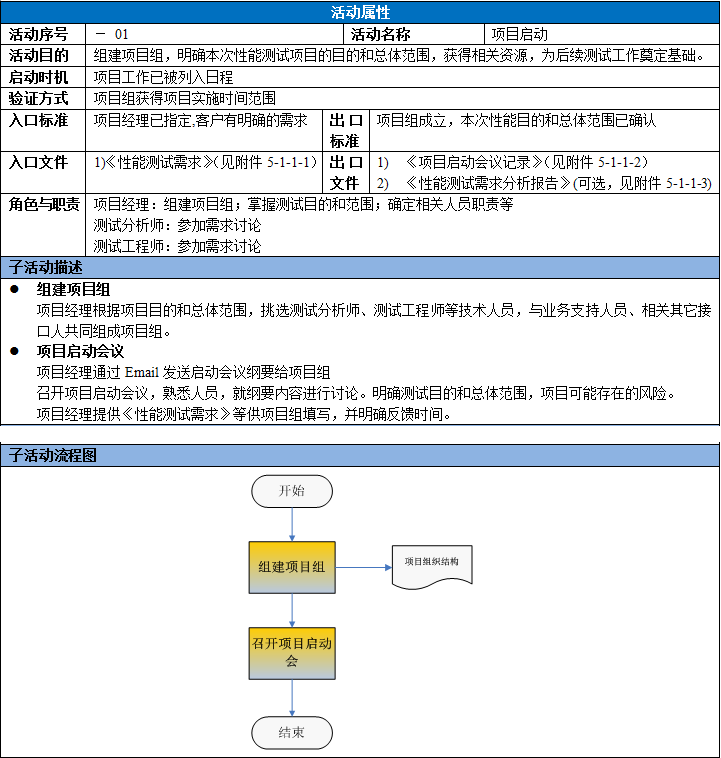 活动属性
活动序号 － 01 活动名称 项目启动
活动目的 组建项目组，明确本次性能测试项目的目的和总体范围，获得相关资源，为后续测试工作奠定基础。
启动时机 项目工作已被列入日程
验证方式 项目组获得项目实施时间范围
入口标准 项目经理已指定,客户有明确的需求 出口 项目组成立，本次性能目的和总体范围已确认
标准
入口文件 1)《性能测试需求》（见附件 5-1-1-1） 出口 1) 《项目启动会议记录》（见附件 5-1-1-2）
文件 2) 《性能测试需求分析报告》(可选，见附件 5-1-1-3)
角色与职责 项目经理：组建项目组；掌握测试目的和范围；确定相关人员职责等
测试分析师：参加需求讨论
测试工程师：参加需求讨论
子活动描述
● 组建项目组
项目经理根据项目目的和总体范围，挑选测试分析师、测试工程师等技术人员，与业务支持人员、相关其它接
口人共同组成项目组。
● 项目启动会议
项目经理通过 Email 发送启动会议纲要给项目组
召开项目启动会议，熟悉人员，就纲要内容进行讨论。明确测试目的和总体范围，项目可能存在的风险。
项目经理提供《性能测试需求》等供项目组填写，并明确反馈时间。
子活动流程图
开始
组建项目组
项目组织结构
召开项目启动
会
结束